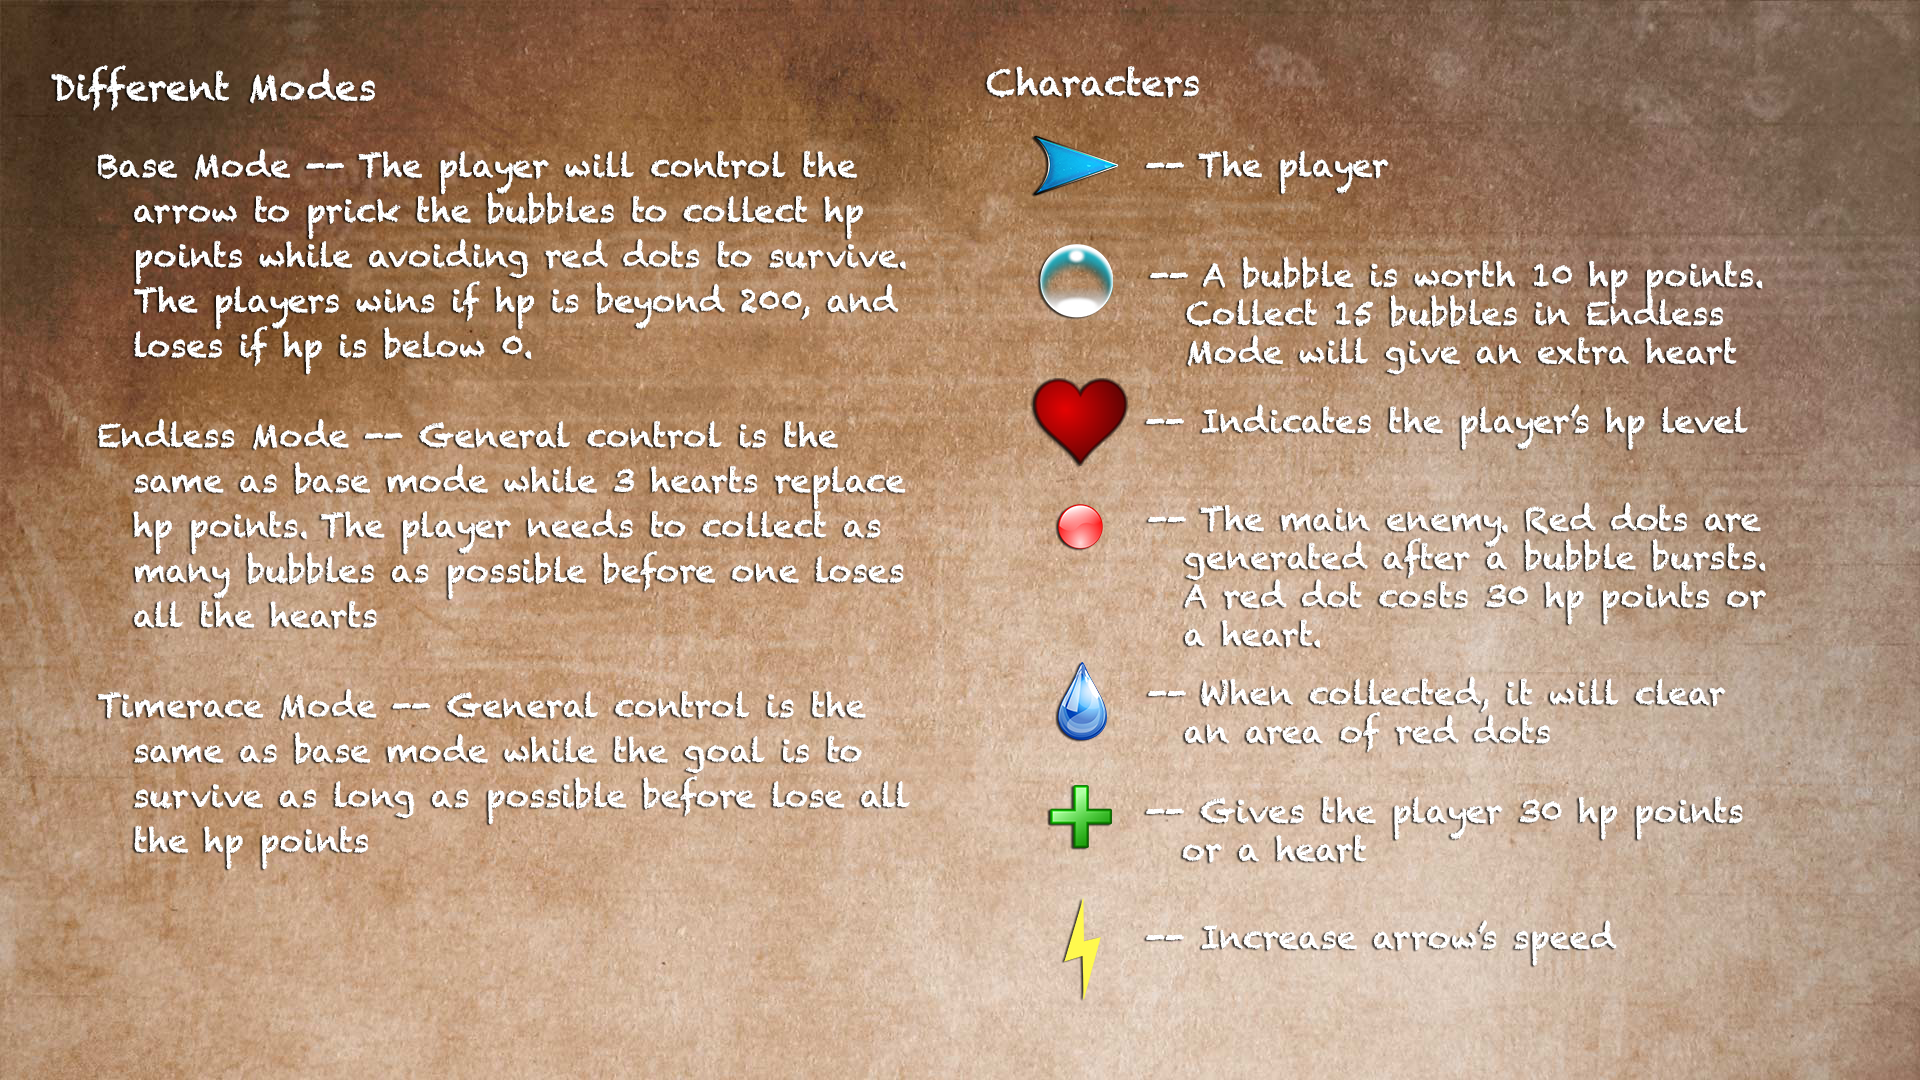 Different Modes
Base Mode -- The player will control the
arrow to prick the bubbles to collect hp
points while avoiding red dots to survive.
The players wins if hp is beyond 200, and
loses if hp is below 0.
Endless Mode -- General control is the
same as base mode while 3 hearts replace
hp points. The player needs to collect as
many bubbles as possible before one loses
all the hearts
Timerace Mode -- General control is the
same as base mode while the goal is to
survive as long as possible before lose all
the hp points
Characters
-- The player
-- A bubble is worth 10 hp points.
Collect 15 bubbles in Endless
Mode will give an extra heart
-- Indicates the player's hp level
-- The main enemy. Red dots are
generated after a bubble bursts.
A red dot costs 30 hp points or
a heart.
-- When collected, it will clear
an area of red dots
-- Gives the player 30 hp points
or a heart
-- Increase arrow's speed